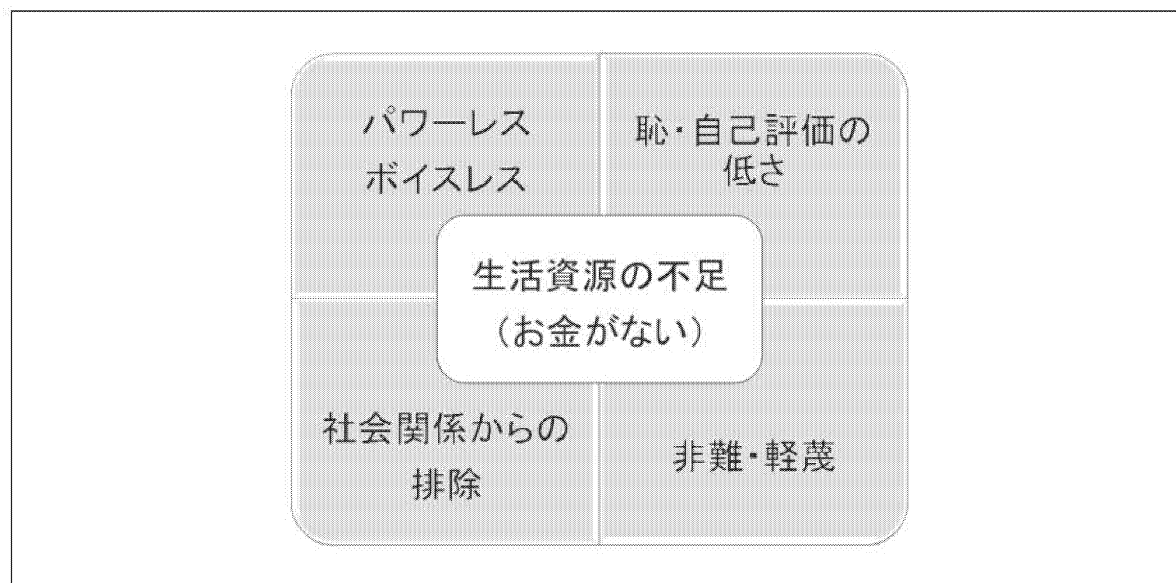 パワーレス
ボイスレス
恥・自己評価の
低さ
生活資源の不足
（お金がない）
社会関係からの
排除
非難・軽蔑